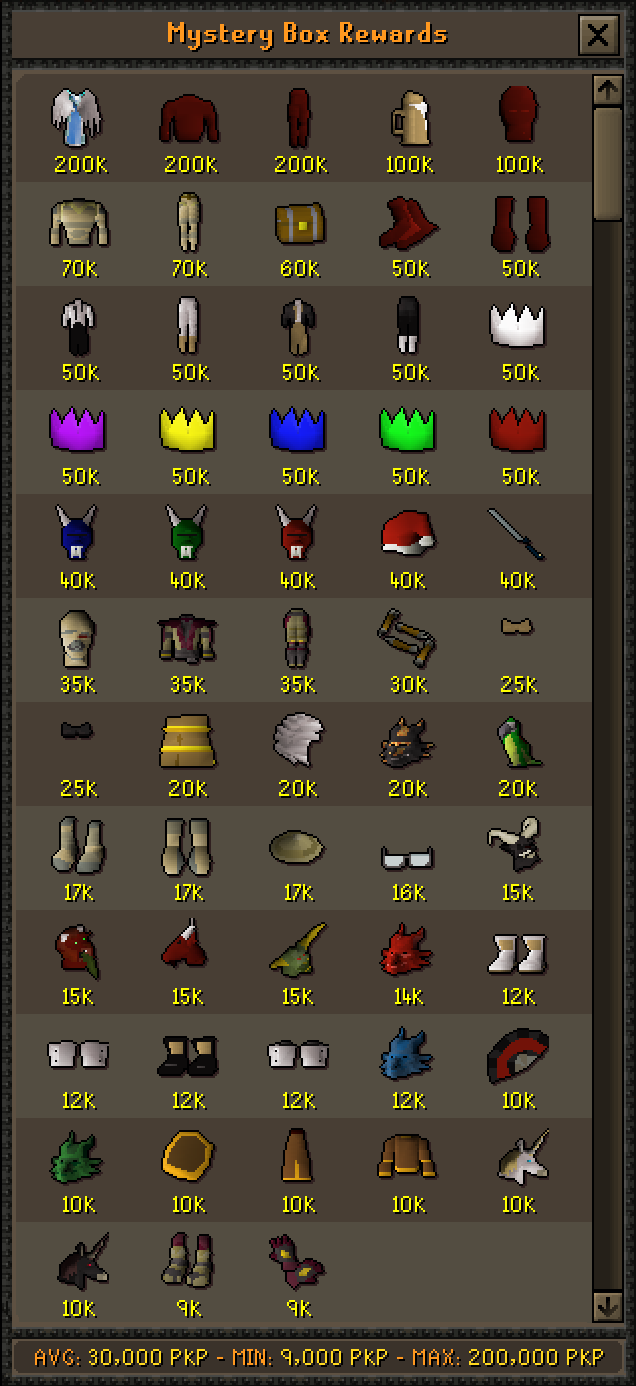 Mystery Box Rewards
200K 200K 200K 100K 100K
70K 70K 60K 50K 50K
50K 50K 50K 50K 50K
50K 50K 50K 50K 50K
40K 40K 40K 40K 40K
35K 35K 35K 30K 25K
25K 20K 20K 20K 20K
17K 17K 17K 16K 15K
15K 15K 15K 14K 12K
12K 12K 12K 12K 10K
10K 10K 10K 10K 10K
10K 9K 9K
AVG: 30,000 PKP - MIN: 9,000 PKP - MAX: 200,000 PKP